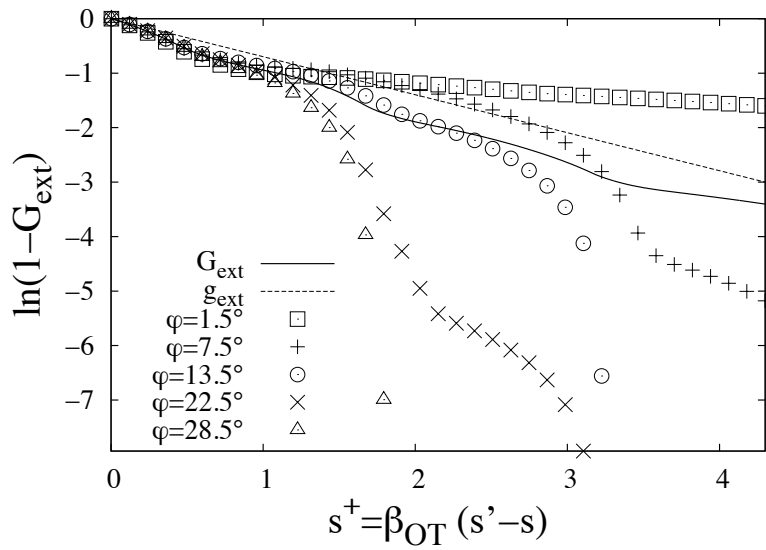 0
−1
−2
−3
−4
−5
−6
−7
ln(1−G_ext)
G_ext
g_ext
φ=1.5°
φ=7.5°
φ=13.5°
φ=22.5°
φ=28.5°
0 1 2 3 4
s⁺=β_OT (s'−s)